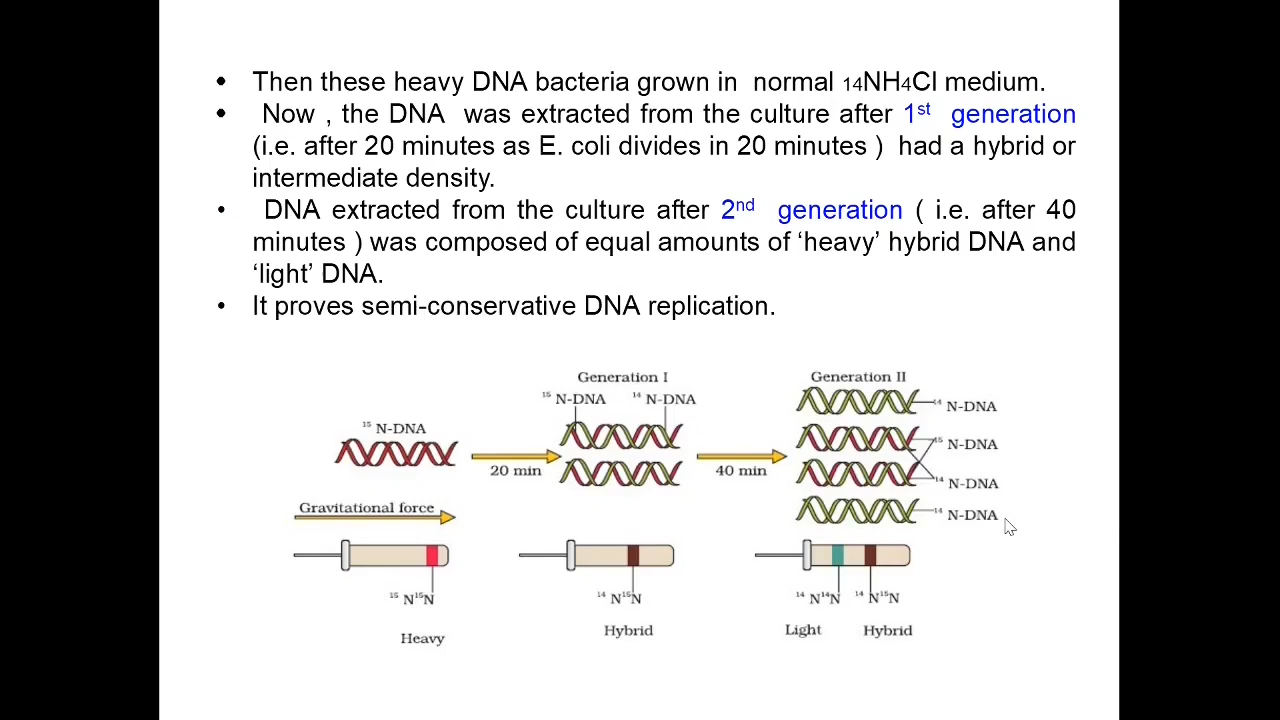 • Then these heavy DNA bacteria grown in normal 14NH4Cl medium.
• Now , the DNA was extracted from the culture after 1st generation
(i.e. after 20 minutes as E. coli divides in 20 minutes ) had a hybrid or
intermediate density.
• DNA extracted from the culture after 2nd generation ( i.e. after 40
minutes ) was composed of equal amounts of ‘heavy’ hybrid DNA and
‘light’ DNA.
• It proves semi-conservative DNA replication.
Generation I
Generation II
15 N-DNA
14 N-DNA
15 N-DNA
14 N-DNA
15 N-DNA
14 N-DNA
14 N-DNA
20 min
40 min
Gravitational force
15 N15N
14 N15N
14 N14N
14 N15N
Heavy
Hybrid
Light
Hybrid